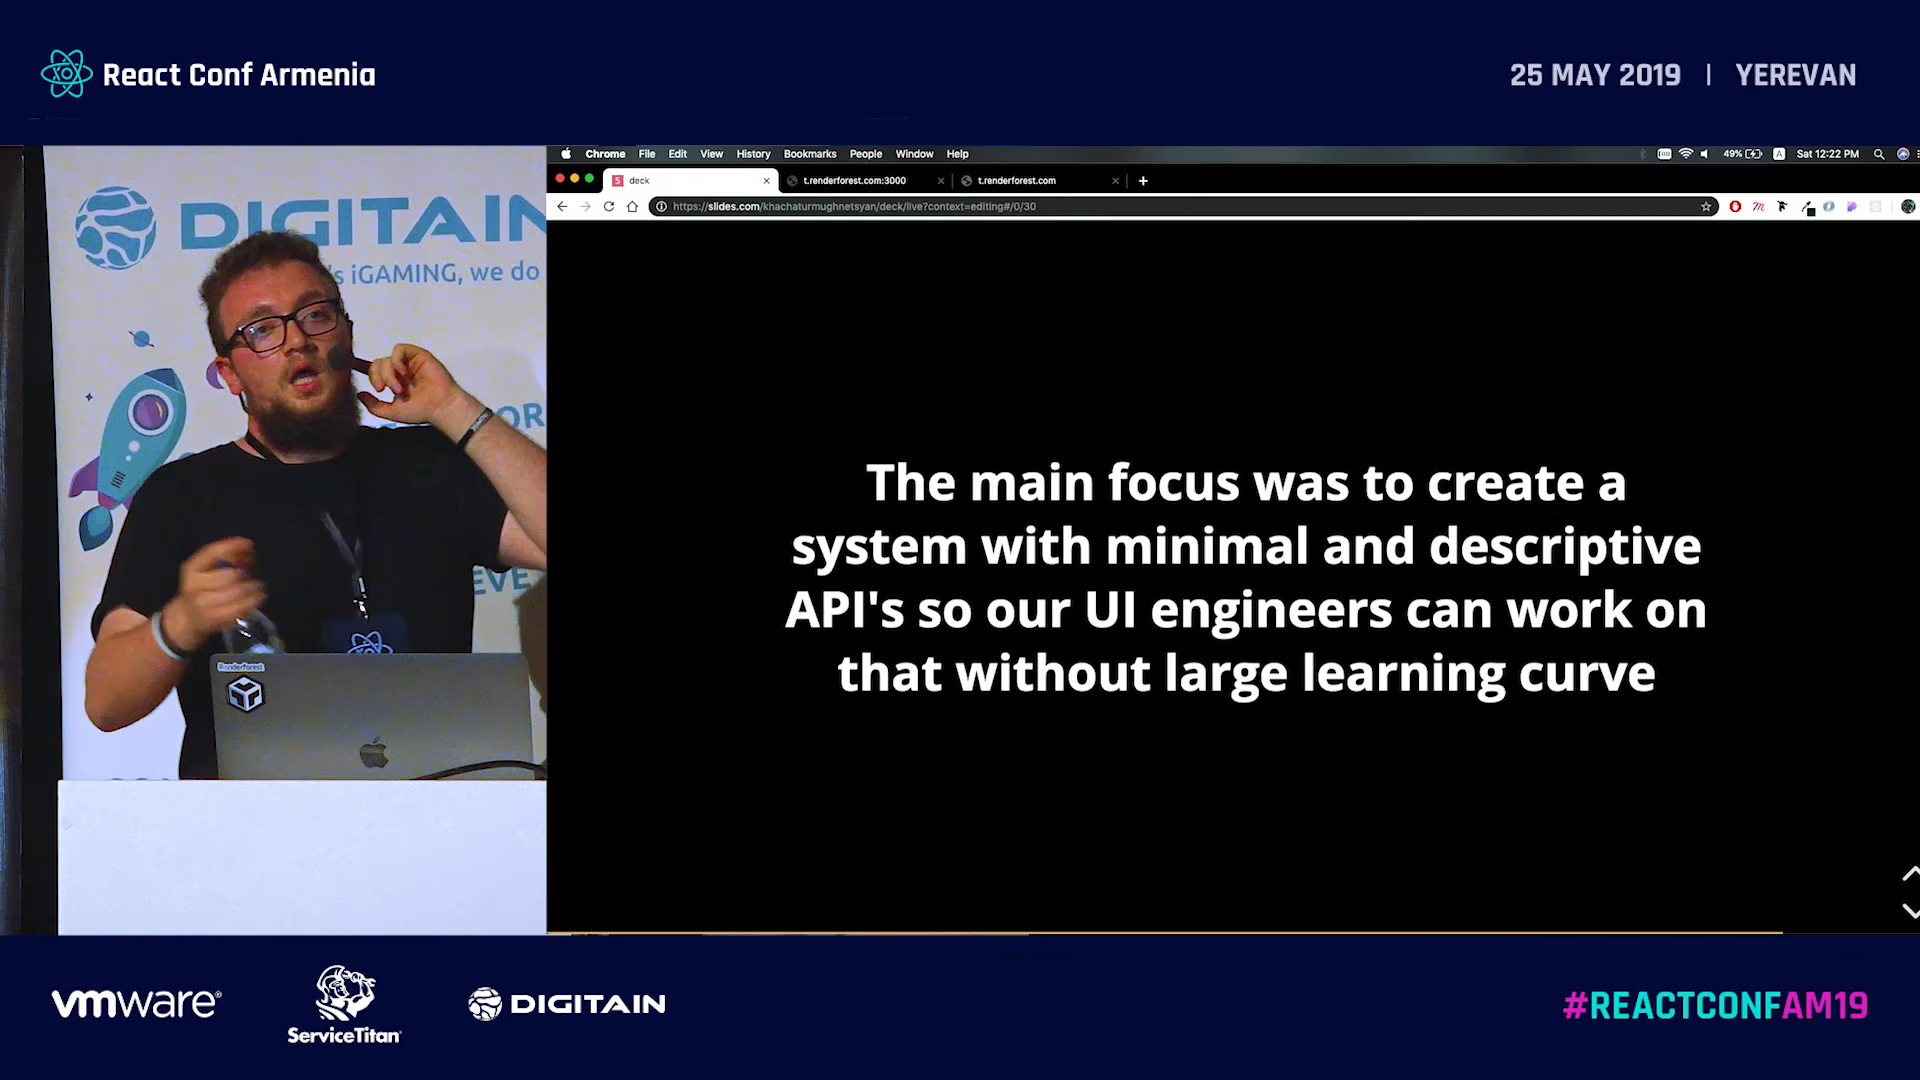 React Conf Armenia
25 MAY 2019 | YEREVAN
DIGITAIN
's iGAMING, we do
OR
EVE
Renderforest
Chrome File Edit View History Bookmarks People Window Help
49% A Sat 12:22 PM
deck
t.renderforest.com:3000
t.renderforest.com
https://slides.com/khachaturmughnetsyan/deck/live?context=editing#/0/30
The main focus was to create a
system with minimal and descriptive
API's so our UI engineers can work on
that without large learning curve
vmware®
ServiceTitan
DIGITAIN
#REACTCONFAM19